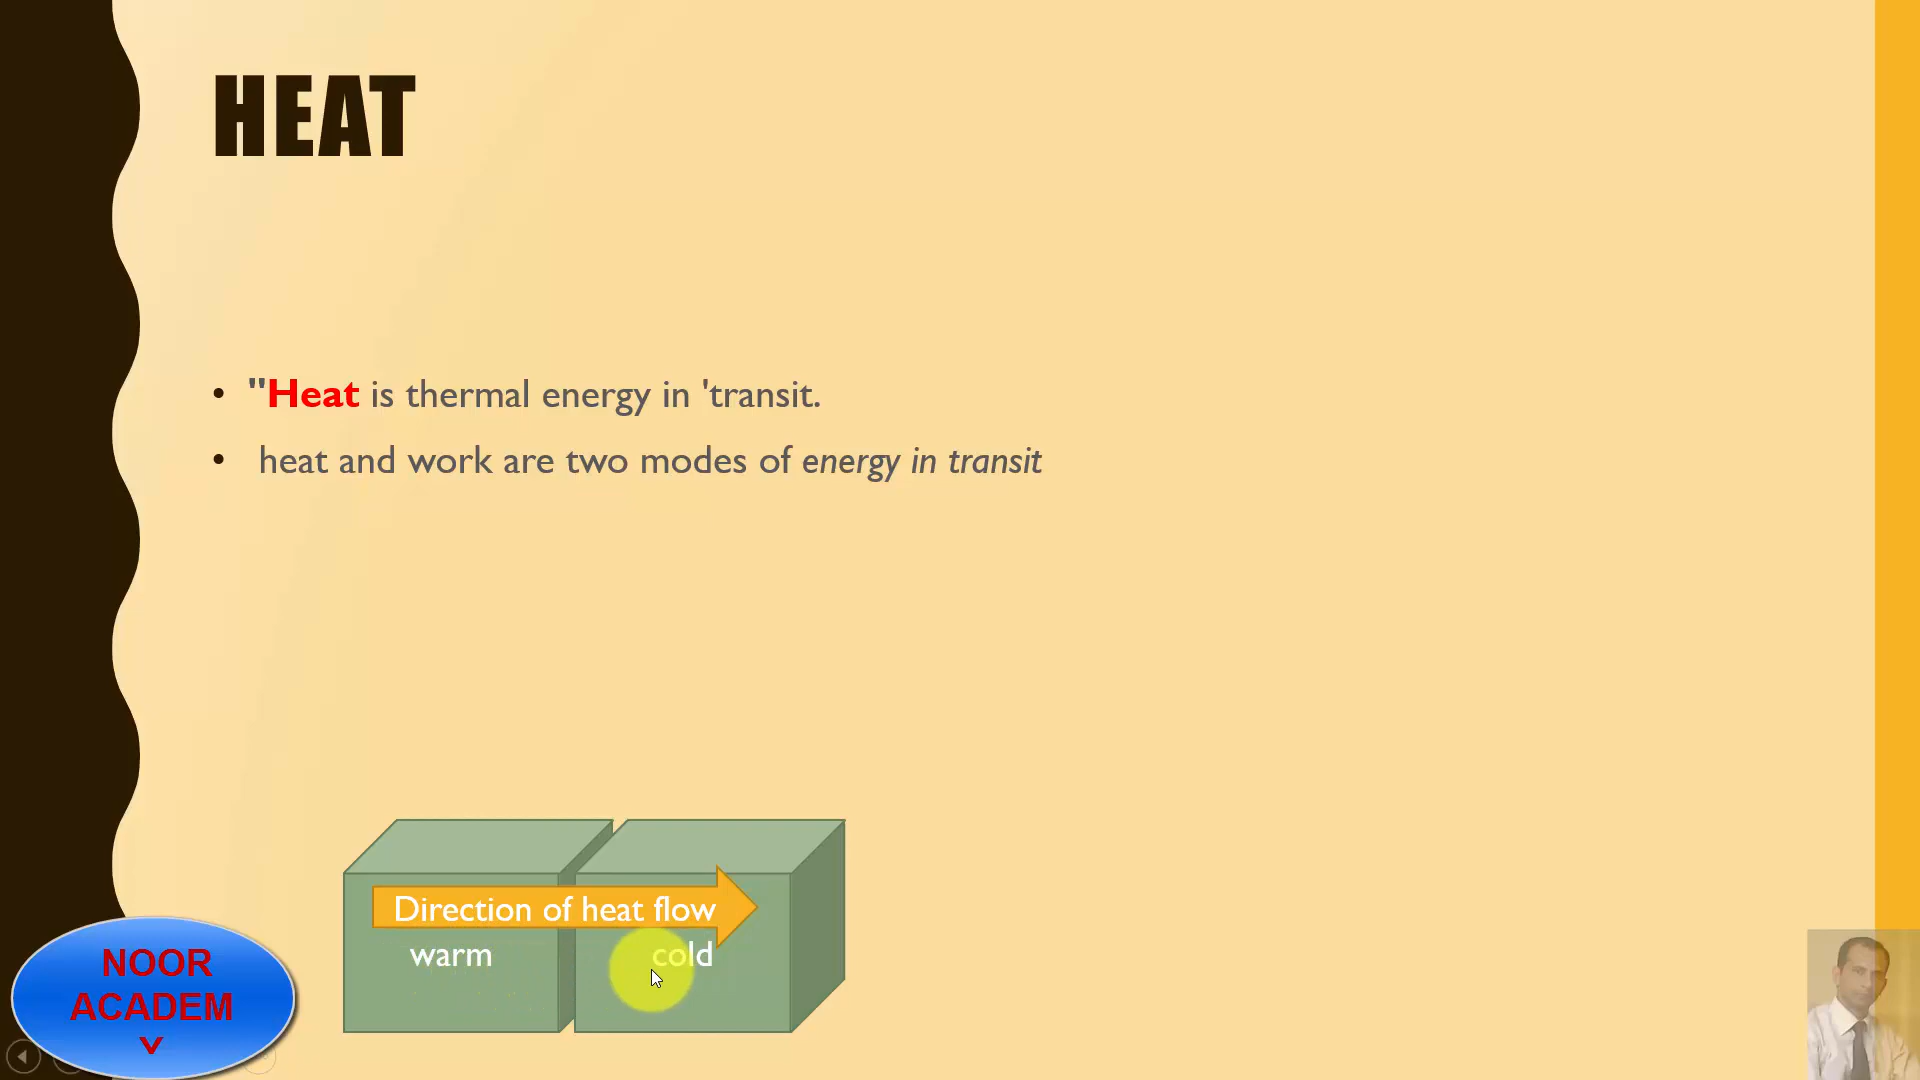 HEAT
• "Heat is thermal energy in 'transit.
• heat and work are two modes of energy in transit
Direction of heat flow
warm
cold
NOOR
ACADEM
Y